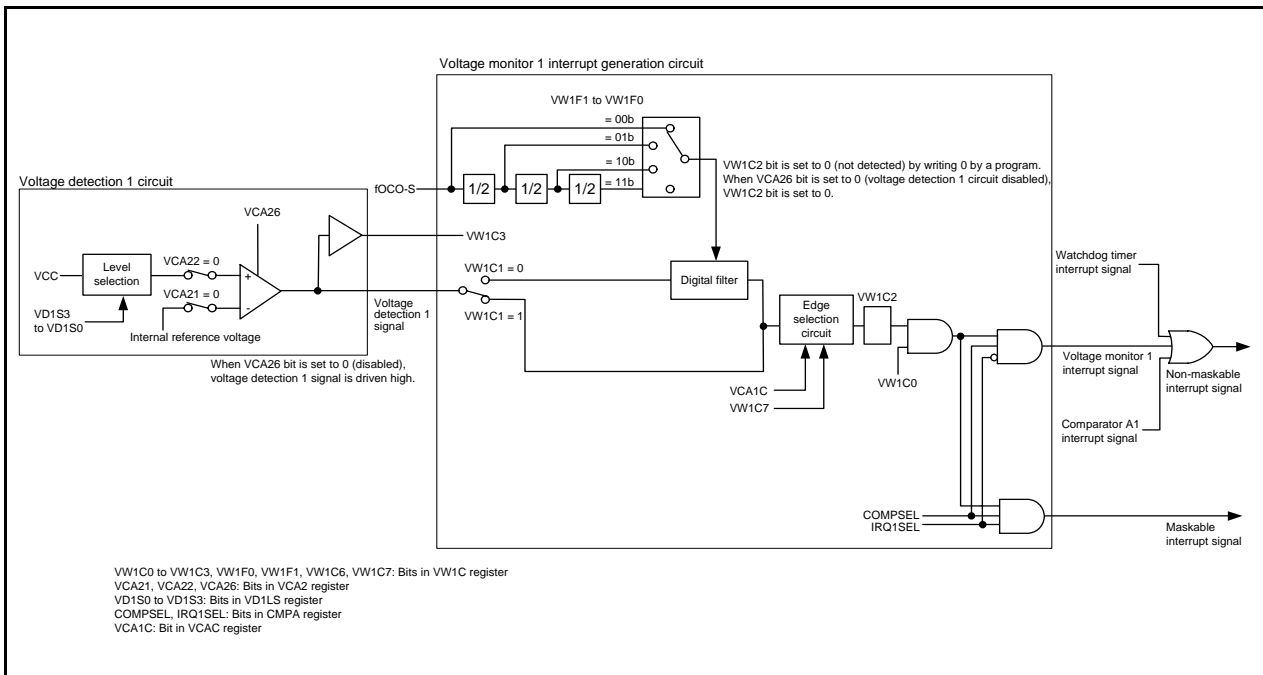 Voltage monitor 1 interrupt generation circuit
VW1F1 to VW1F0
= 00b
= 01b
= 10b
= 11b
fOCO-S
1/2
1/2
1/2
VW1C2 bit is set to 0 (not detected) by writing 0 by a program.
When VCA26 bit is set to 0 (voltage detection 1 circuit disabled),
VW1C2 bit is set to 0.
Voltage detection 1 circuit
VCA26
VW1C3
VCC
Level
selection
VCA22 = 0
+
VCA21 = 0
-
VD1S3
to VD1S0
Internal reference voltage
Voltage
detection 1
signal
When VCA26 bit is set to 0 (disabled),
voltage detection 1 signal is driven high.
VW1C1 = 0
VW1C1 = 1
Digital filter
Edge
selection
circuit
VW1C2
VW1C0
VCA1C
VW1C7
Watchdog timer
interrupt signal
Voltage monitor 1
interrupt signal
Non-maskable
interrupt signal
Comparator A1
interrupt signal
COMPSEL
IRQ1SEL
Maskable
interrupt signal
VW1C0 to VW1C3, VW1F0, VW1F1, VW1C6, VW1C7: Bits in VW1C register
VCA21, VCA22, VCA26: Bits in VCA2 register
VD1S0 to VD1S3: Bits in VD1LS register
COMPSEL, IRQ1SEL: Bits in CMPA register
VCA1C: Bit in VCAC register